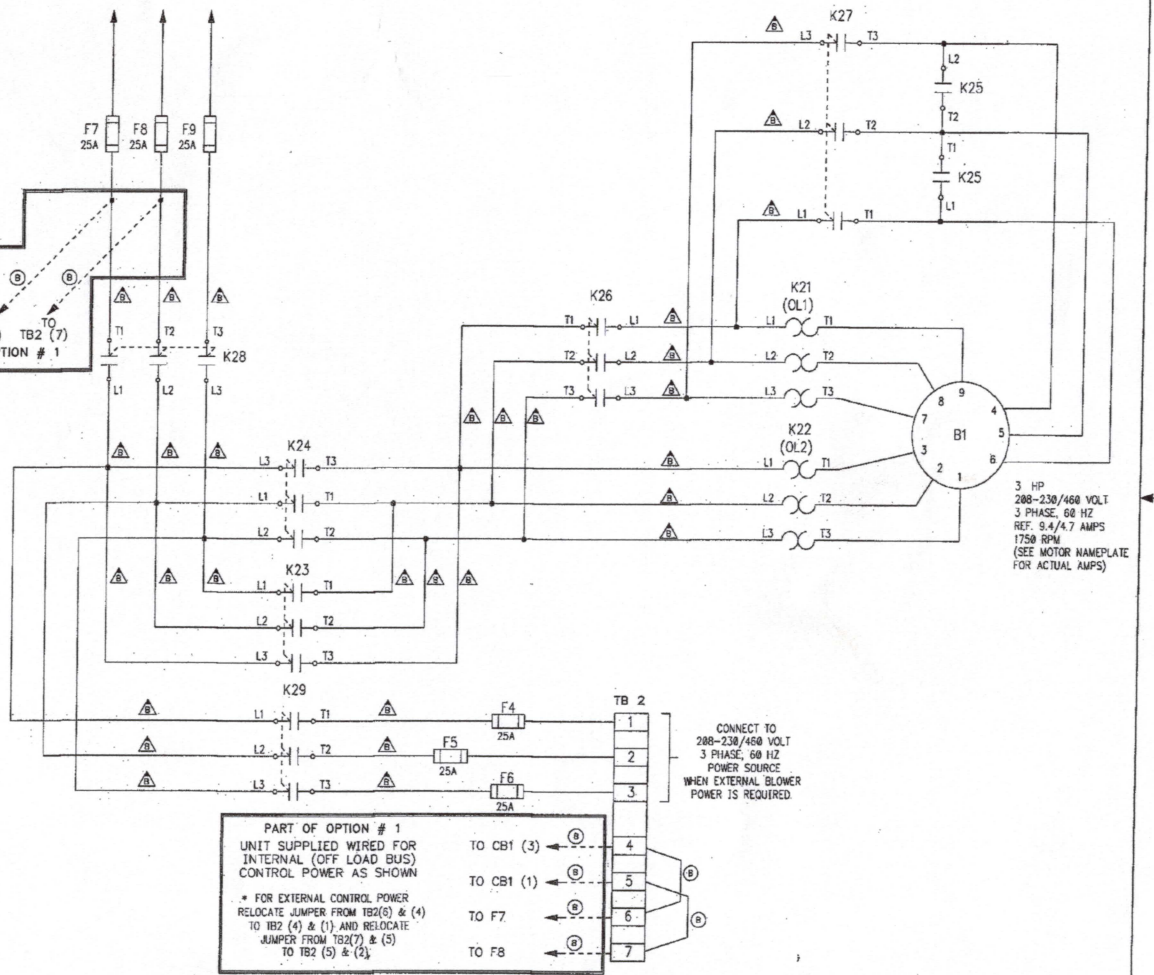 K27
B
L3
T3
L2
K25
T2
B
L2
T2
T1
K25
L1
B
L1
T1
F7
25A
F8
25A
F9
25A
B
B
B
B
B
TO
TB2 (7)
TION # 1
T1
T2
T3
K28
L1
L2
L3
K26
T1
L1
B
T2
L2
B
T3
L3
B
B
B
B
K21
(OL1)
L1
T1
L2
T2
L3
T3
9
8
7
4
5
6
3
2
1
B1
B
B
B
K24
L3
T3
L1
T1
L2
T2
B
B
B
K22
(OL2)
L1
T1
L2
T2
L3
T3
3 HP
208-230/460 VOLT
3 PHASE, 60 HZ
REF. 9.4/4.7 AMPS
1750 RPM
(SEE MOTOR NAMEPLATE
FOR ACTUAL AMPS)
B
B
B
K23
L1
T1
L2
T2
L3
T3
B
B
B
K29
B
L1
T1
B
F4
25A
B
L2
T2
B
F5
25A
B
L3
T3
B
F6
25A
TB 2
1
2
3
4
5
6
7
CONNECT TO
208-230/460 VOLT
3 PHASE, 60 HZ
POWER SOURCE
WHEN EXTERNAL BLOWER
POWER IS REQUIRED
PART OF OPTION # 1
UNIT SUPPLIED WIRED FOR
INTERNAL (OFF LOAD BUS)
CONTROL POWER AS SHOWN
* FOR EXTERNAL CONTROL POWER
RELOCATE JUMPER FROM TB2(6) & (4)
TO TB2 (4) & (1) AND RELOCATE
JUMPER FROM TB2(7) & (5)
TO TB2 (5) & (2).
TO CB1 (3)
B
TO CB1 (1)
B
TO F7
B
TO F8
B
B
B